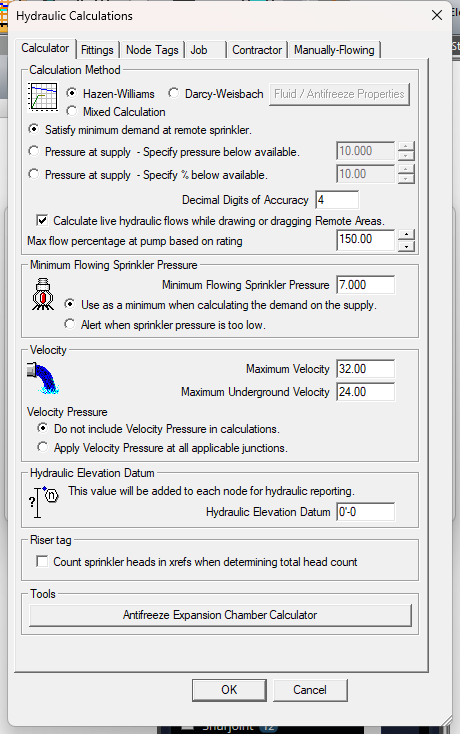 Hydraulic Calculations
Calculator Fittings Node Tags Job Contractor Manually-Flowing
Calculation Method
Hazen-Williams Darcy-Weisbach Fluid / Antifreeze Properties
Mixed Calculation
Satisfy minimum demand at remote sprinkler.
Pressure at supply - Specify pressure below available. 10.000
Pressure at supply - Specify % below available. 10.00
Decimal Digits of Accuracy 4
Calculate live hydraulic flows while drawing or dragging Remote Areas.
Max flow percentage at pump based on rating 150.00
Minimum Flowing Sprinkler Pressure
Minimum Flowing Sprinkler Pressure 7.000
Use as a minimum when calculating the demand on the supply.
Alert when sprinkler pressure is too low.
Velocity
Maximum Velocity 32.00
Maximum Underground Velocity 24.00
Velocity Pressure
Do not include Velocity Pressure in calculations.
Apply Velocity Pressure at all applicable junctions.
Hydraulic Elevation Datum
? n This value will be added to each node for hydraulic reporting.
Hydraulic Elevation Datum 0'-0
Riser tag
Count sprinkler heads in xrefs when determining total head count
Tools
Antifreeze Expansion Chamber Calculator
OK Cancel
12